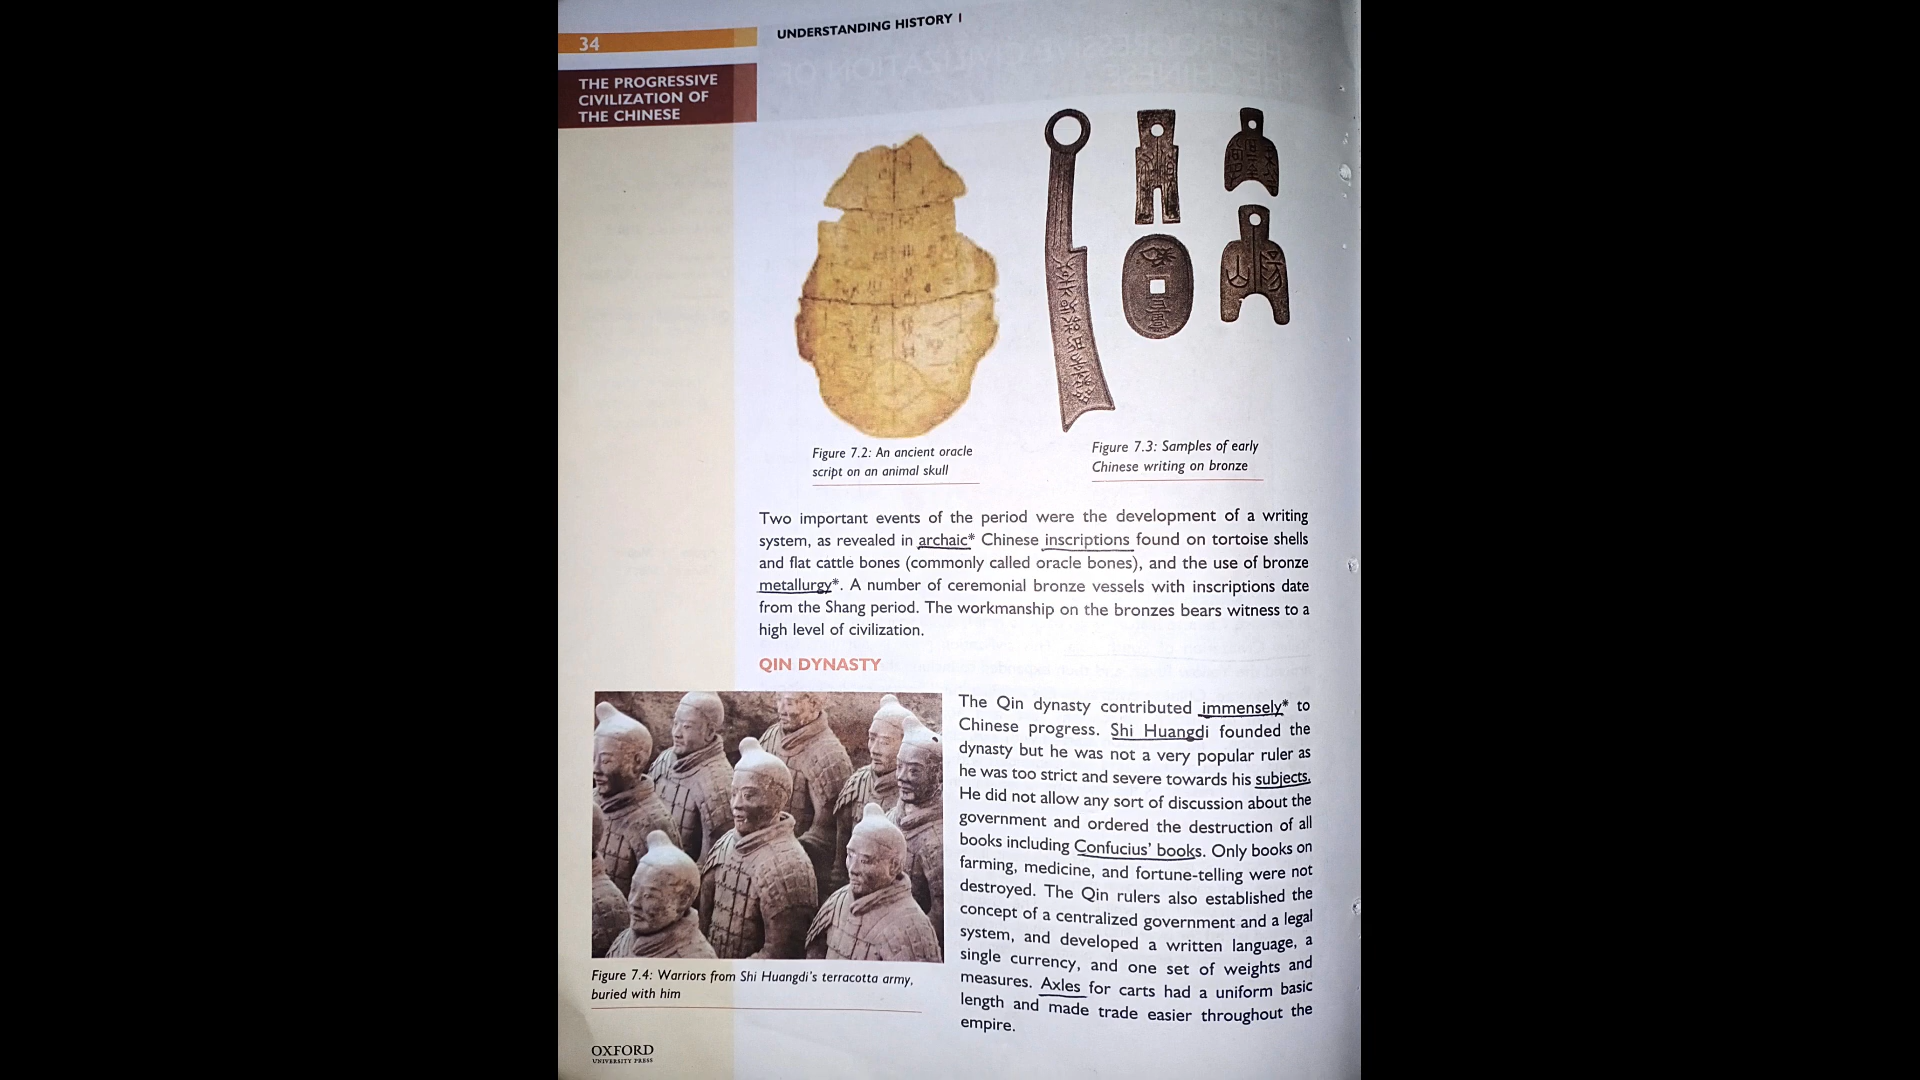 34
UNDERSTANDING HISTORY I
THE PROGRESSIVE
CIVILIZATION OF
THE CHINESE
Figure 7.2: An ancient oracle
script on an animal skull
Figure 7.3: Samples of early
Chinese writing on bronze
Two important events of the period were the development of a writing
system, as revealed in archaic* Chinese inscriptions found on tortoise shells
and flat cattle bones (commonly called oracle bones), and the use of bronze
metallurgy*. A number of ceremonial bronze vessels with inscriptions date
from the Shang period. The workmanship on the bronzes bears witness to a
high level of civilization.
QIN DYNASTY
The Qin dynasty contributed immensely* to
Chinese progress. Shi Huangdi founded the
dynasty but he was not a very popular ruler as
he was too strict and severe towards his subjects.
He did not allow any sort of discussion about the
government and ordered the destruction of all
books including Confucius' books. Only books on
farming, medicine, and fortune-telling were not
destroyed. The Qin rulers also established the
concept of a centralized government and a legal
system, and developed a written language, a
single currency, and one set of weights and
measures. Axles for carts had a uniform basic
length and made trade easier throughout the
empire.
Figure 7.4: Warriors from Shi Huangdi's terracotta army,
buried with him
OXFORD
UNIVERSITY PRESS